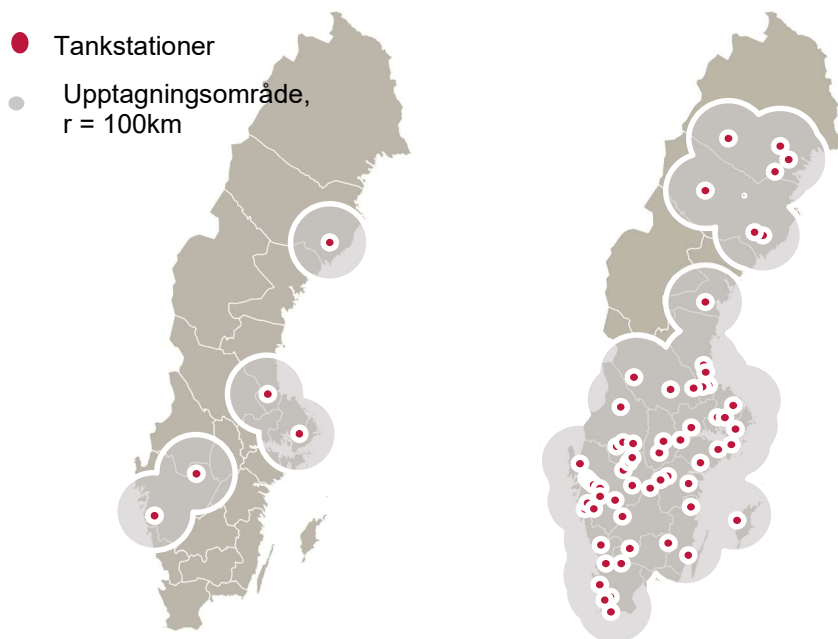 Tankstationer
Upptagningsområde,
r = 100km